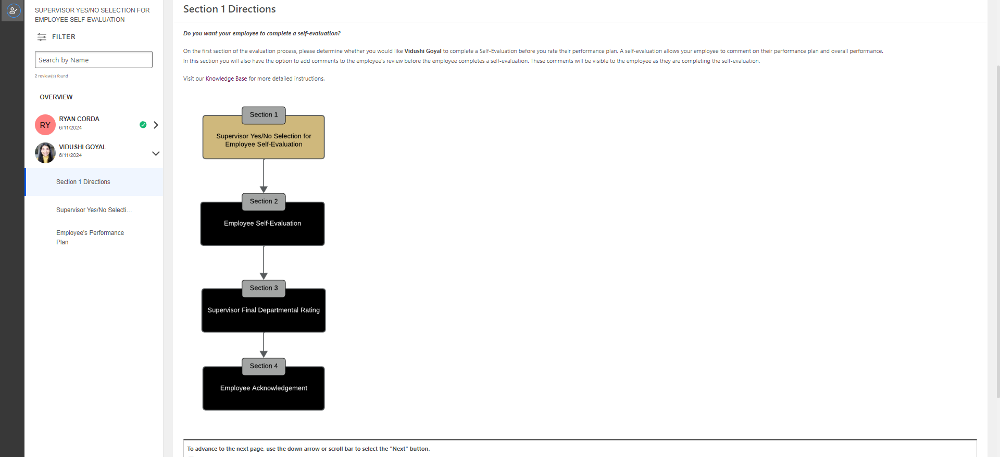 SUPERVISOR YES/NO SELECTION FOR
EMPLOYEE SELF-EVALUATION
FILTER
Search by Name
2 review(s) found
OVERVIEW
RY
RYAN CORDA
6/11/2024
VIDUSHI GOYAL
6/11/2024
Section 1 Directions
Supervisor Yes/No Selecti...
Employee's Performance
Plan
Section 1 Directions
Do you want your employee to complete a self-evaluation?
On the first section of the evaluation process, please determine whether you would like Vidushi Goyal to complete a Self-Evaluation before you rate their performance plan. A self-evaluation allows your employee to comment on their performance plan and overall performance.
In this section you will also have the option to add comments to the employee's review before the employee completes a self-evaluation. These comments will be visible to the employee as they are completing the self-evaluation.
Visit our Knowledge Base for more detailed instructions.
Section 1
Supervisor Yes/No Selection for
Employee Self-Evaluation
Section 2
Employee Self-Evaluation
Section 3
Supervisor Final Departmental Rating
Section 4
Employee Acknowledgement
To advance to the next page, use the down arrow or scroll bar to select the "Next" button.